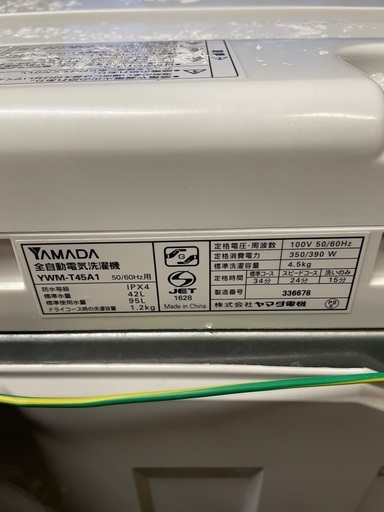 YAMADA
全自動電気洗濯機
YWM-T45A1 50/60Hz用
防水等級 IPX4
標準水量 42L
標準使用水量 95L
ドライコース時の洗濯容量 1.2kg
JET
1628
Made in China
定格電圧・周波数 100V 50/60Hz
定格消費電力 350/390 W
標準洗濯容量 4.5kg
定格時間 標準コース スピードコース 洗いのみ
34分 24分 15分
製造番号 336678
株式会社 ヤマダ電機